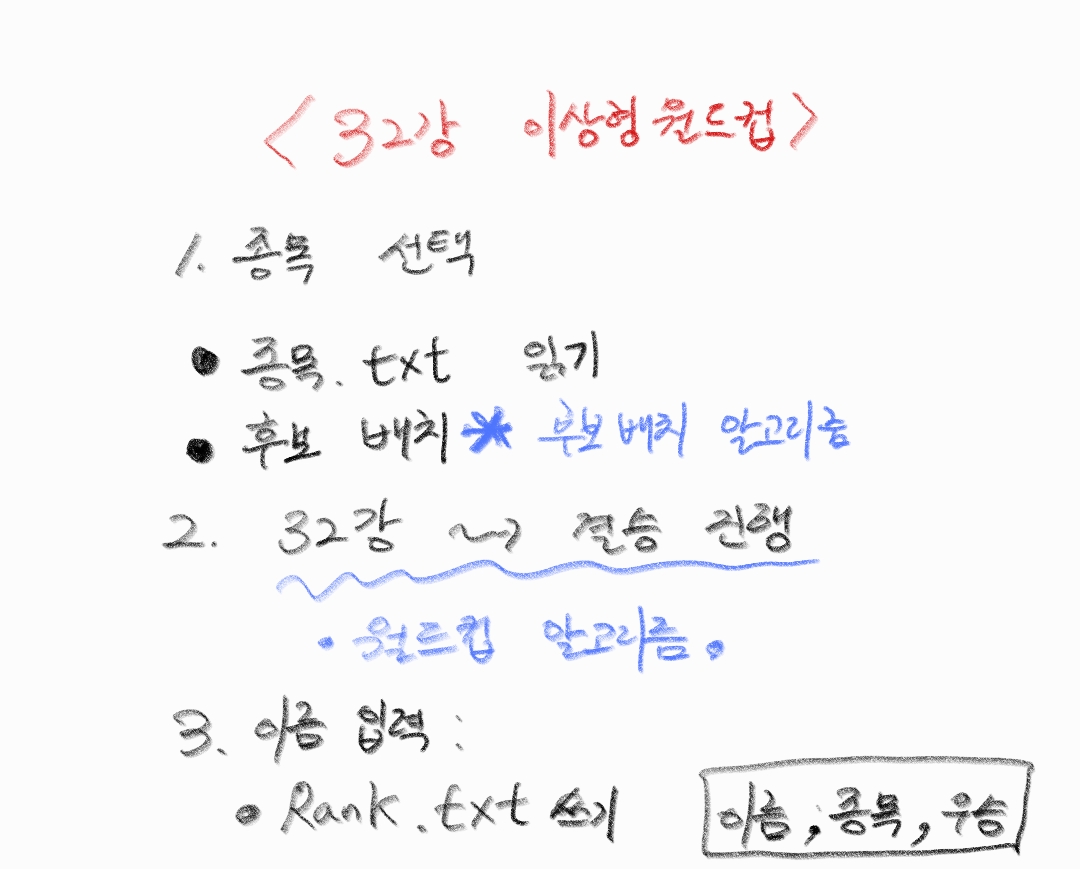 <32강 이상형 월드컵>
1. 종목 선택
• 종목.txt 읽기
• 후보 배치 * 후보 배치 알고리즘
2. 32강 ~> 결승 진행
• 월드컵 알고리즘.
3. 이름 입력 :
• Rank.txt 쓰기
이름, 종목, 우승